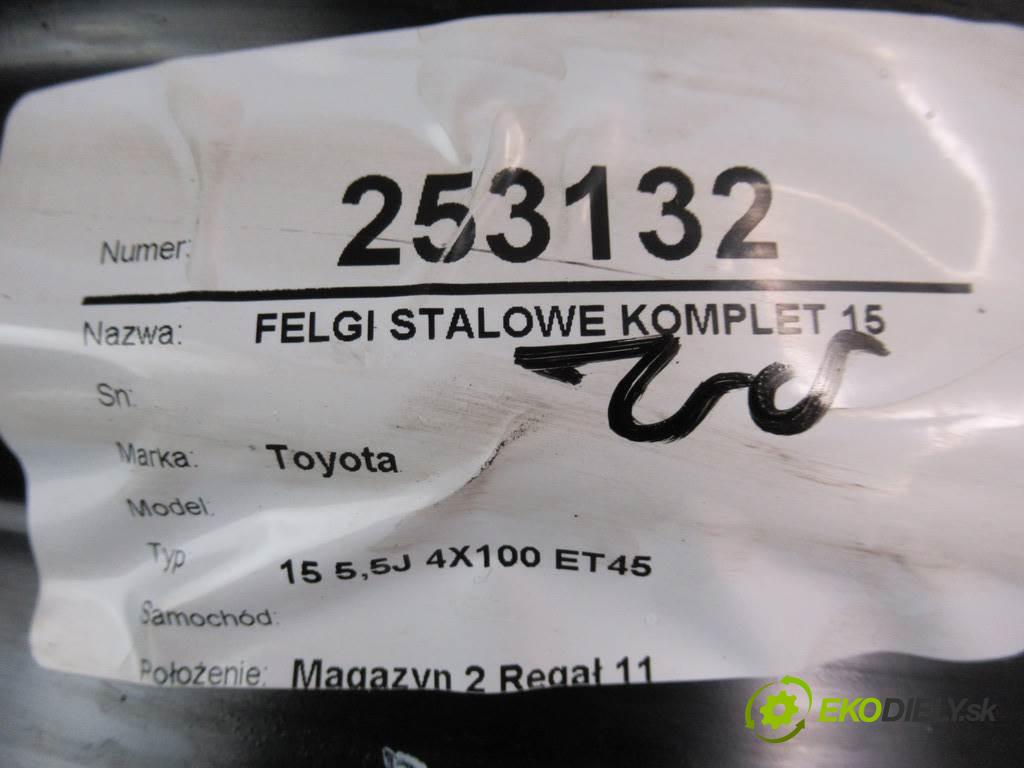 Numer: 253132
Nazwa: FELGI STALOWE KOMPLET 15
Sn:
Marka: Toyota
Model:
Typ 15 5,5J 4X100 ET45
Samochód:
Położenie: Magazyn 2 Regał 11
EKODIELY.sk